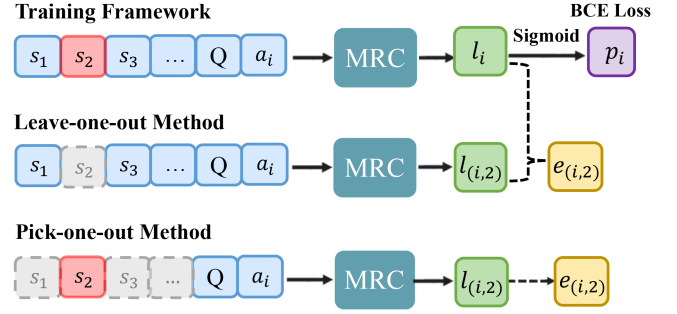 Training Framework
BCE Loss
s₁ s₂ s₃ ... Q aᵢ MRC lᵢ Sigmoid pᵢ
Leave-one-out Method
s₁ s₂ s₃ ... Q aᵢ MRC l₍ᵢ,₂₎ e₍ᵢ,₂₎
Pick-one-out Method
s₁ s₂ s₃ ... Q aᵢ MRC l₍ᵢ,₂₎ e₍ᵢ,₂₎